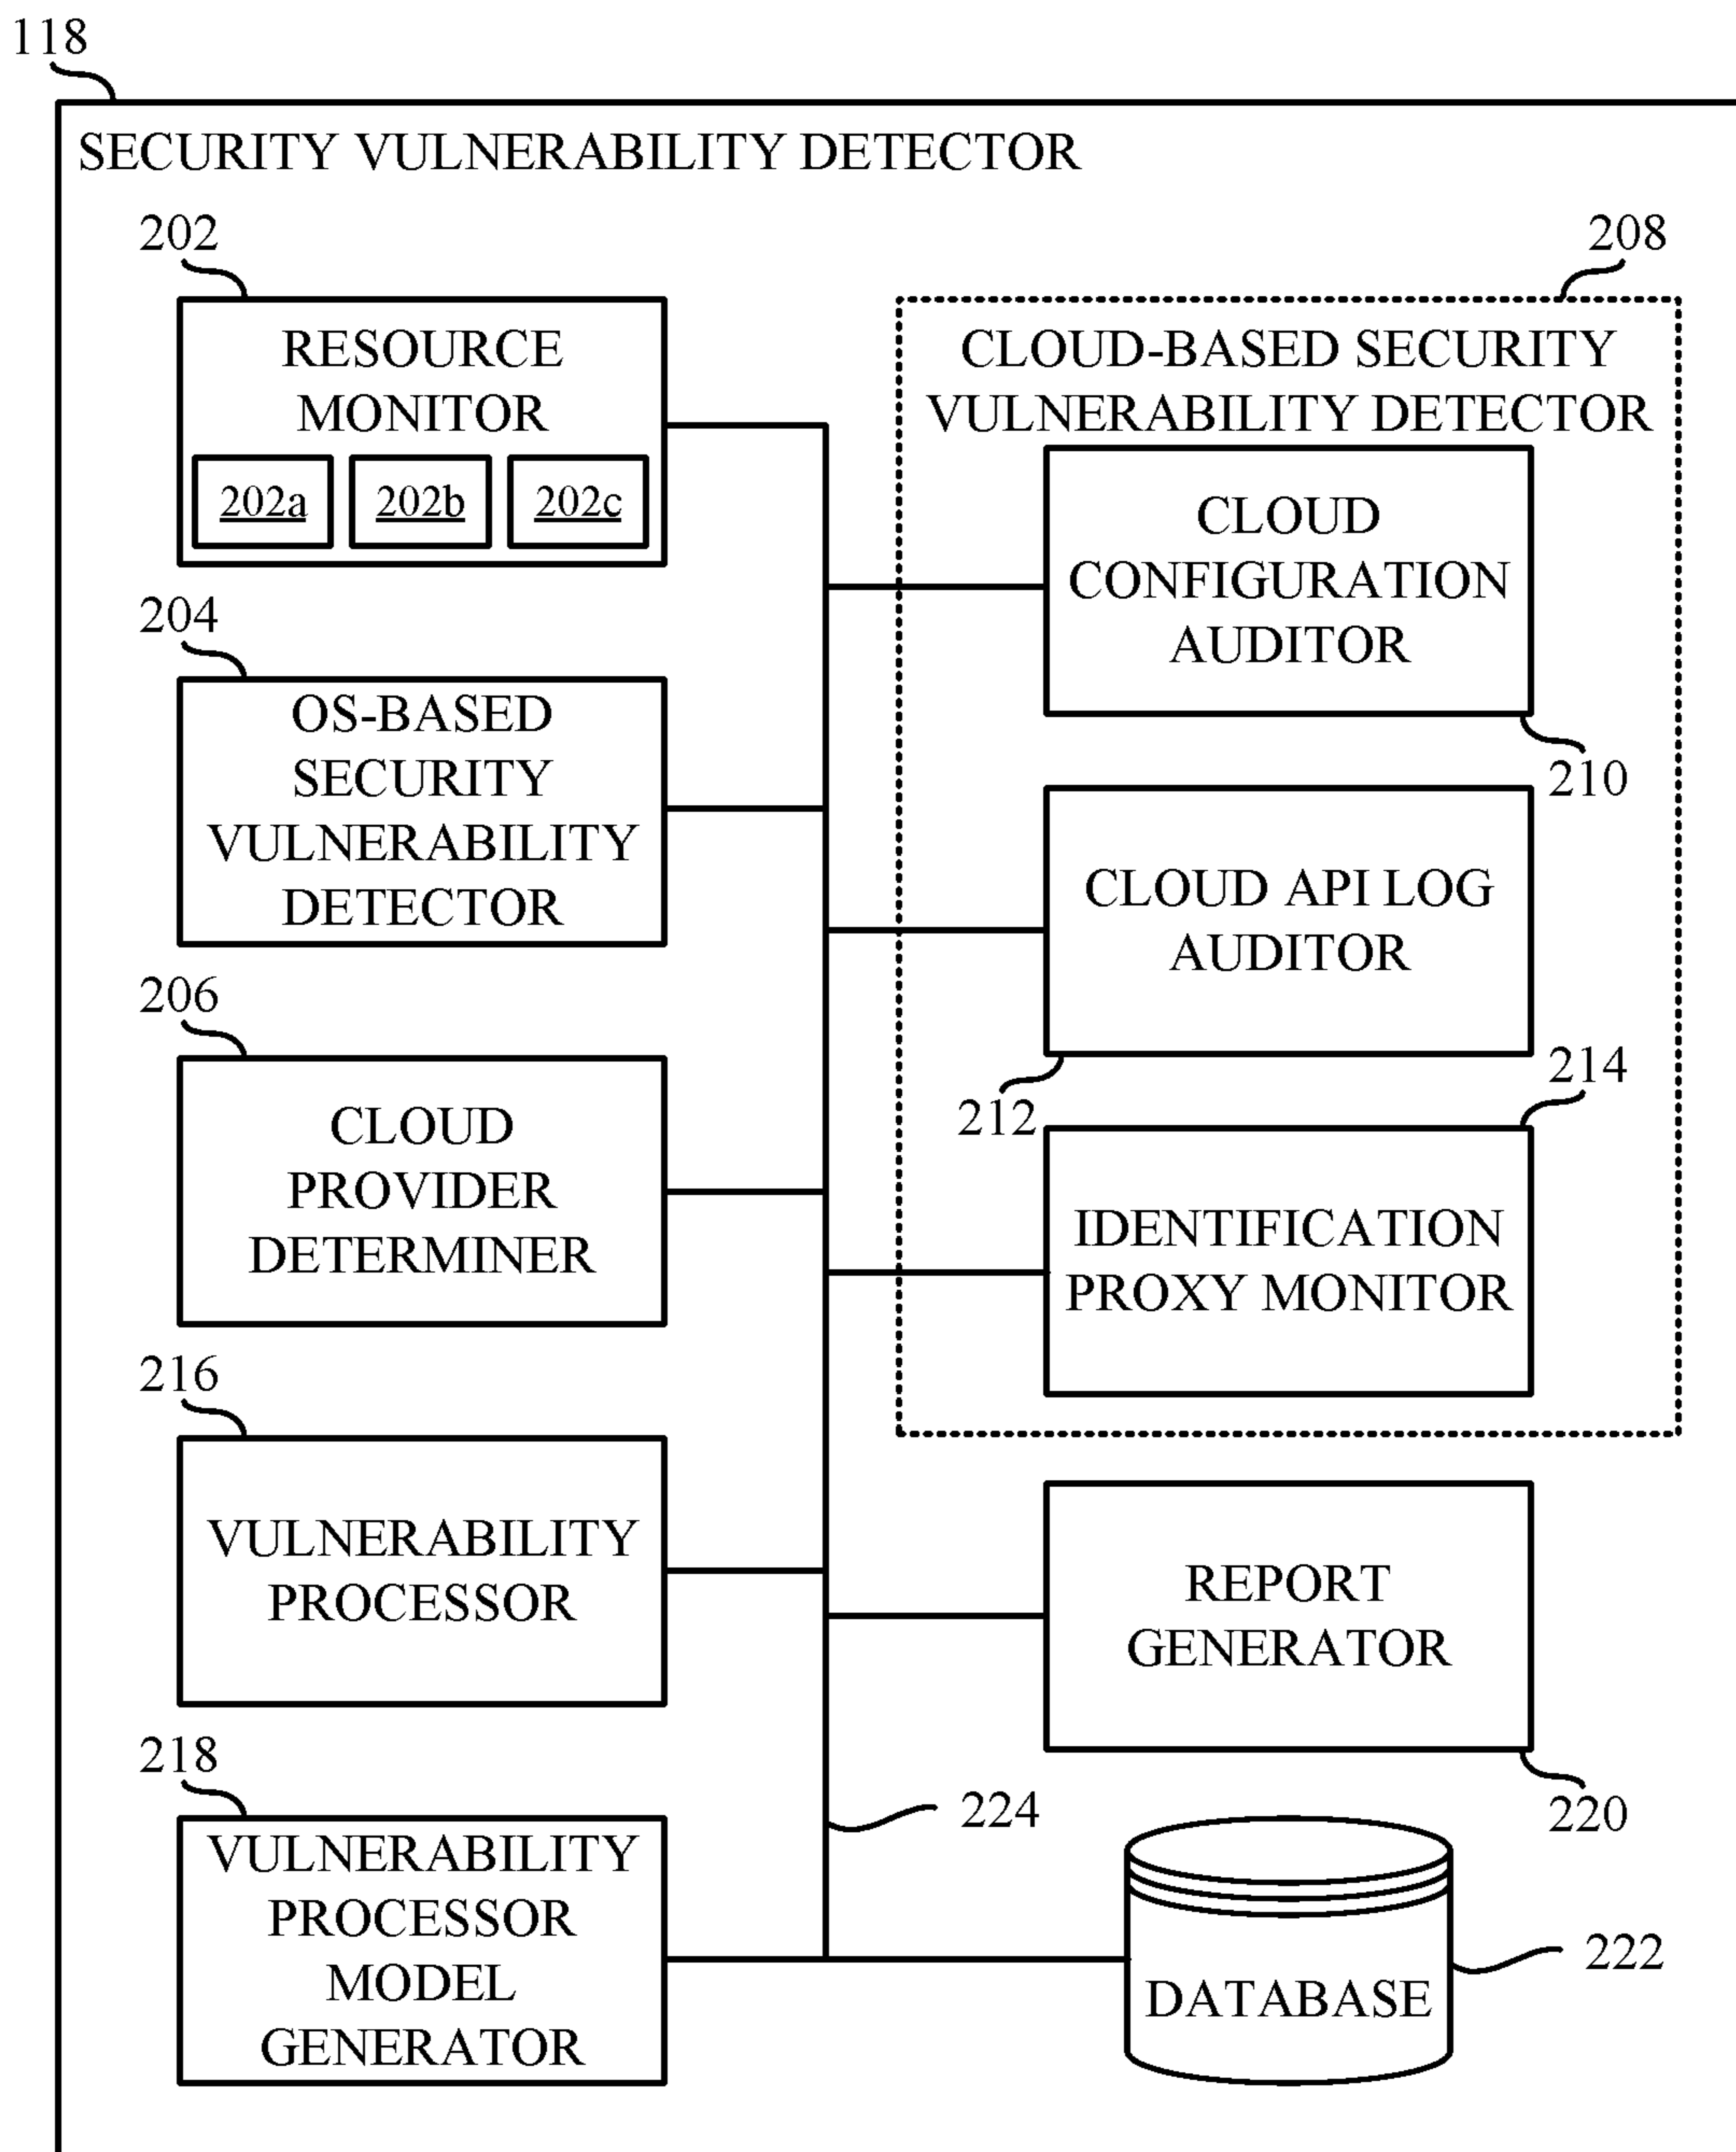 118
SECURITY VULNERABILITY DETECTOR
202
RESOURCE
MONITOR
202a 202b 202c
204
OS-BASED
SECURITY
VULNERABILITY
DETECTOR
206
CLOUD
PROVIDER
DETERMINER
216
VULNERABILITY
PROCESSOR
218
VULNERABILITY
PROCESSOR
MODEL
GENERATOR
208
CLOUD-BASED SECURITY
VULNERABILITY DETECTOR
CLOUD
CONFIGURATION
AUDITOR
210
CLOUD API LOG
AUDITOR
212
214
IDENTIFICATION
PROXY MONITOR
REPORT
GENERATOR
220
224
DATABASE
222